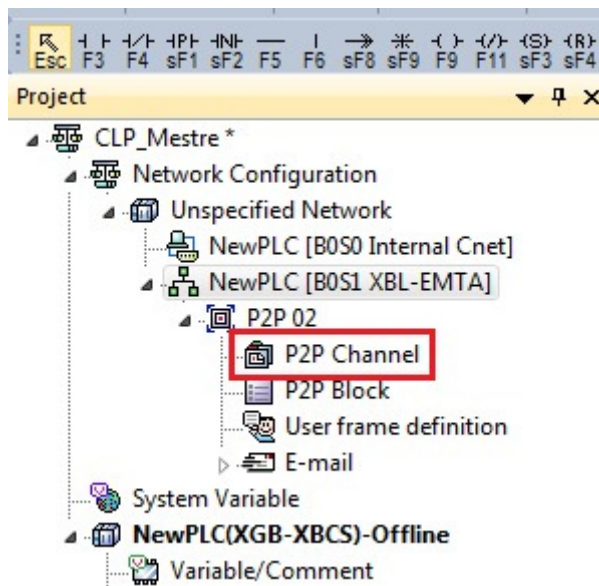 Esc F3 F4 sF1 sF2 F5 F6 sF8 sF9 F9 F11 sF3 sF4
Project
CLP_Mestre *
Network Configuration
Unspecified Network
NewPLC [B0S0 Internal Cnet]
NewPLC [B0S1 XBL-EMTA]
P2P 02
P2P Channel
P2P Block
User frame definition
E-mail
System Variable
NewPLC(XGB-XBCS)-Offline
Variable/Comment